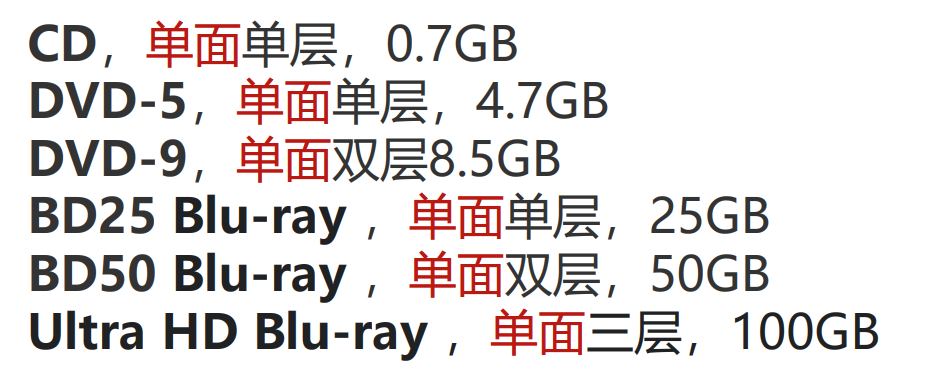 CD，单面单层，0.7GB
DVD-5，单面单层，4.7GB
DVD-9，单面双层8.5GB
BD25 Blu-ray ，单面单层，25GB
BD50 Blu-ray ，单面双层，50GB
Ultra HD Blu-ray ，单面三层，100GB